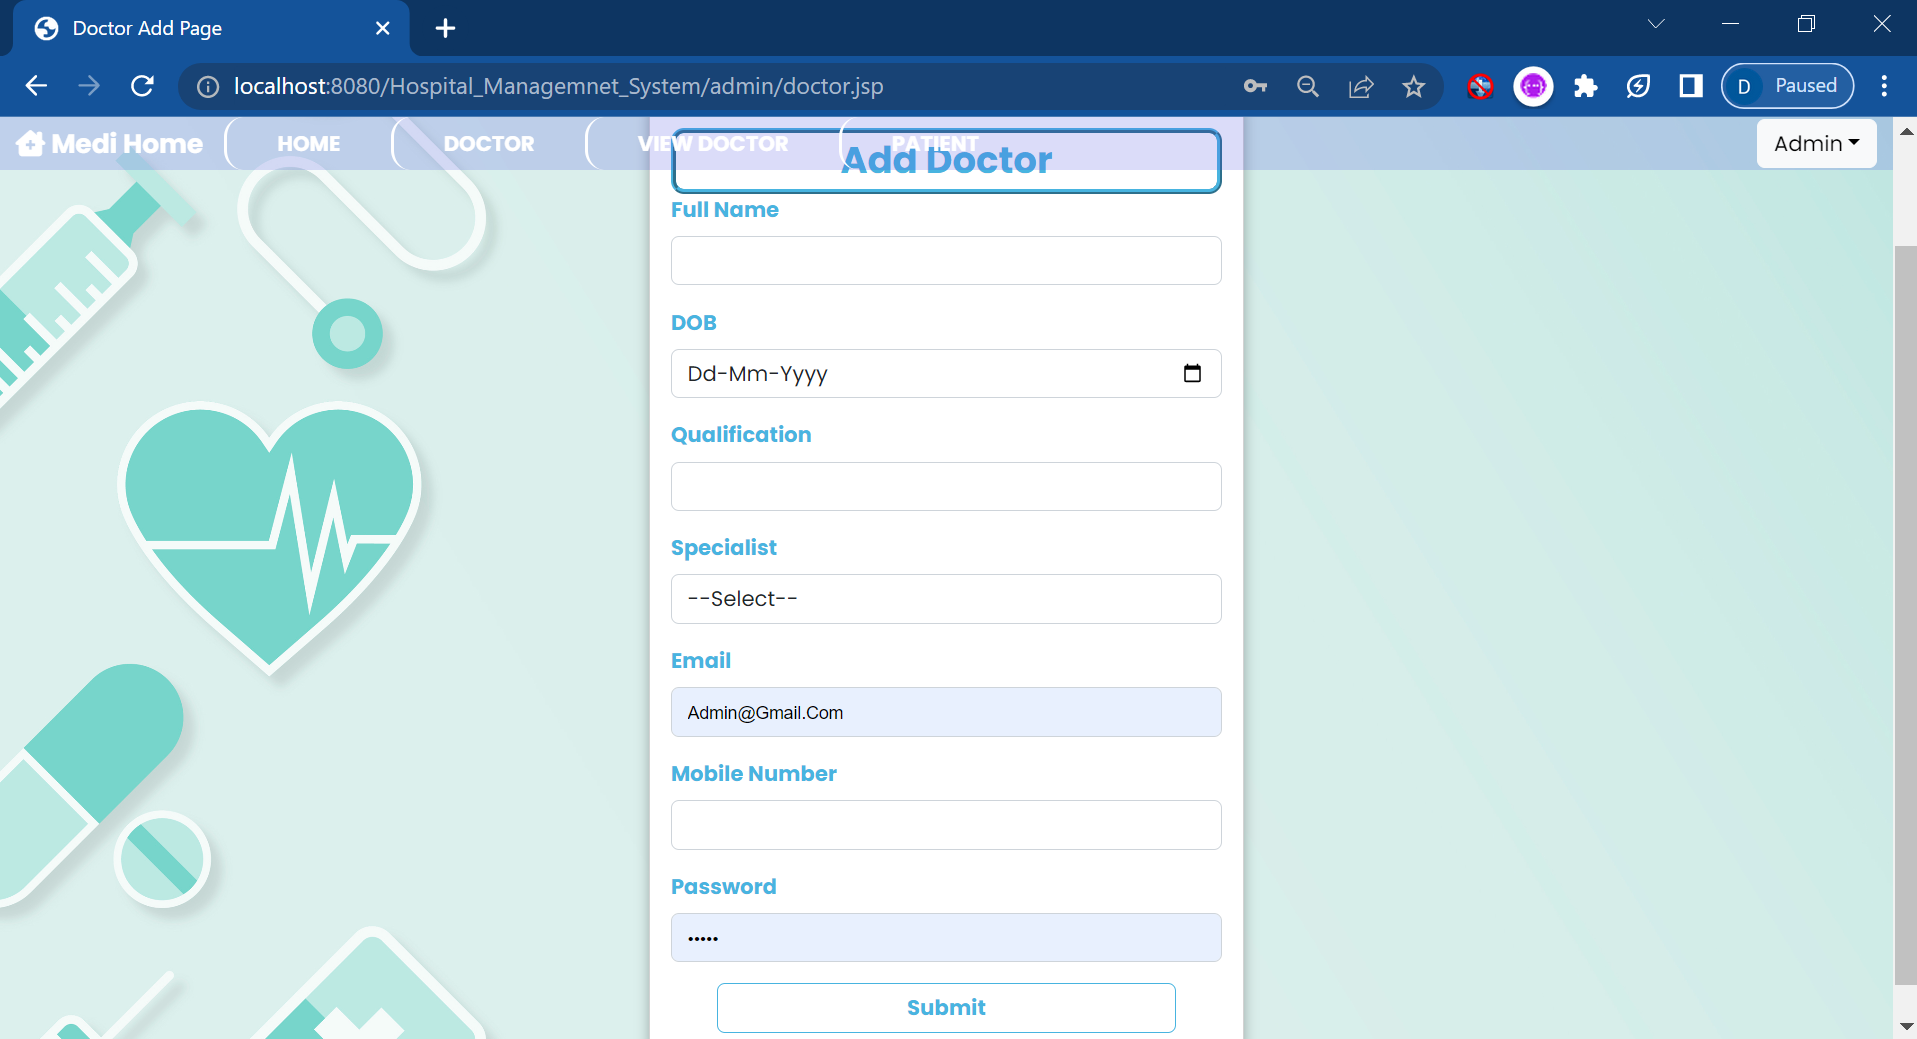 Doctor Add Page
localhost:8080/Hospital_Managemnet_System/admin/doctor.jsp
D Paused
Medi Home HOME DOCTOR VIEW DOCTOR PATIENT Admin
Add Doctor
Full Name
DOB
Dd-Mm-Yyyy
Qualification
Specialist
--Select--
Email
Admin@Gmail.Com
Mobile Number
Password
•••••
Submit